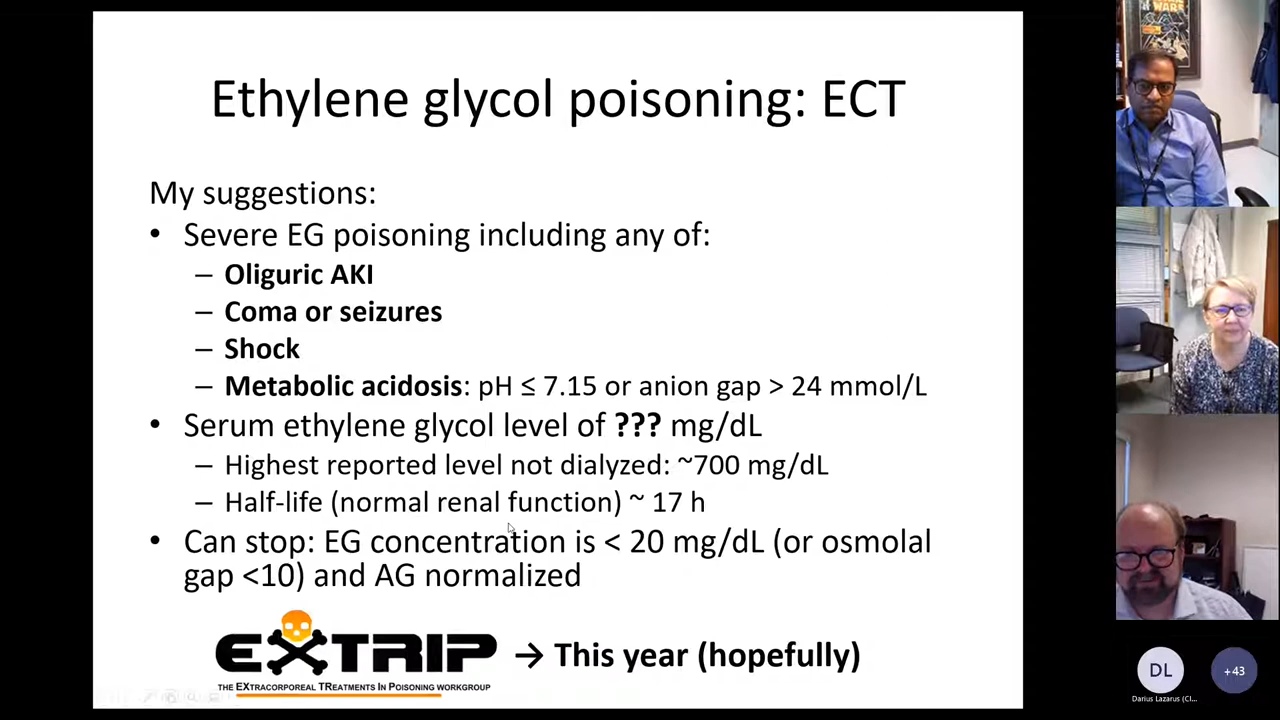 Ethylene glycol poisoning: ECT
My suggestions:
• Severe EG poisoning including any of:
– Oliguric AKI
– Coma or seizures
– Shock
– Metabolic acidosis: pH ≤ 7.15 or anion gap > 24 mmol/L
• Serum ethylene glycol level of ??? mg/dL
– Highest reported level not dialyzed: ~700 mg/dL
– Half-life (normal renal function) ~ 17 h
• Can stop: EG concentration is < 20 mg/dL (or osmolal
gap <10) and AG normalized
EXTRIP → This year (hopefully)
THE EXTRACORPOREAL TREATMENTS IN POISONING WORKGROUP
STAR
WARS
DL
+43
Darius Lazarus (Cl...